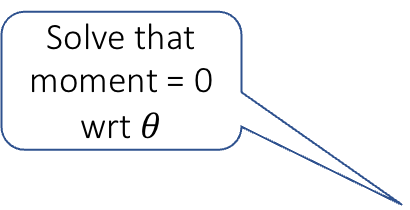 Solve that
moment = 0
wrt 𝜃